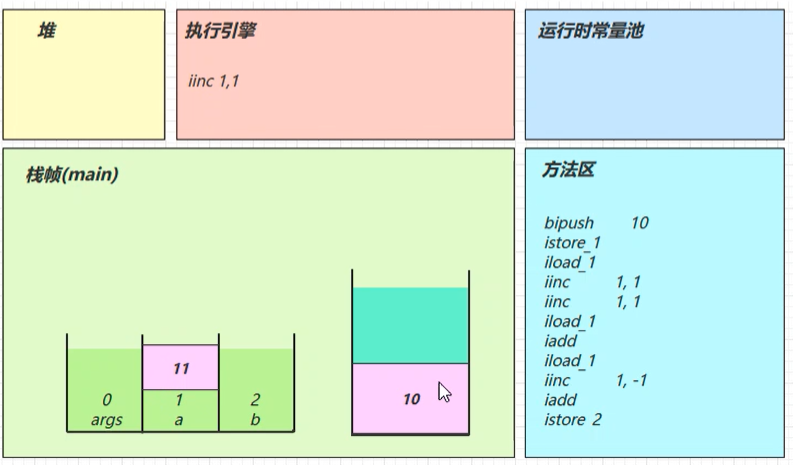 堆
执行引擎
iinc 1,1
运行时常量池
栈帧(main)
11
0 1 2
args a b
10
方法区
bipush 10
istore_1
iload_1
iinc 1, 1
iinc 1, 1
iload_1
iadd
iload_1
iinc 1, -1
iadd
istore 2